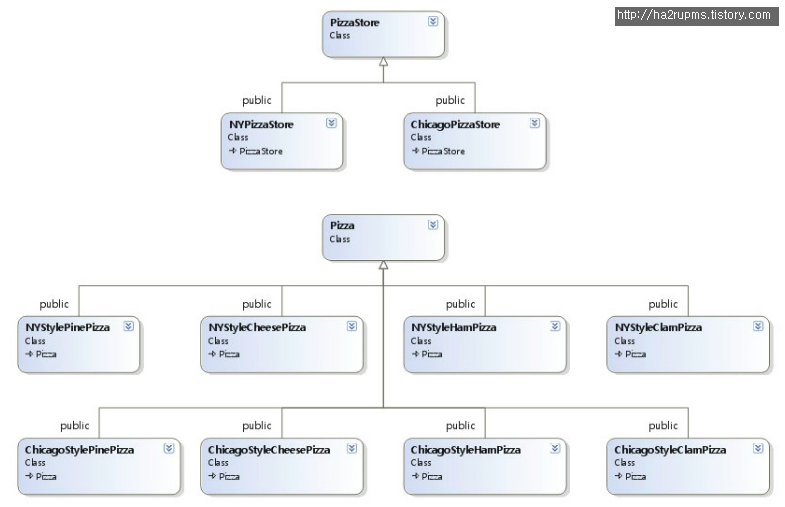 http://ha2rupms.tistory.com
PizzaStore
Class
public
public
NYPizzaStore
Class
PizzaStore
ChicagoPizzaStore
Class
PizzaStore
Pizza
Class
public
public
public
public
NYStylePinePizza
Class
Pizza
NYStyleCheesePizza
Class
Pizza
NYStyleHamPizza
Class
Pizza
NYStyleClamPizza
Class
Pizza
public
public
public
public
ChicagoStylePinePizza
Class
Pizza
ChicagoStyleCheesePizza
Class
Pizza
ChicagoStyleHamPizza
Class
Pizza
ChicagoStyleClamPizza
Class
Pizza